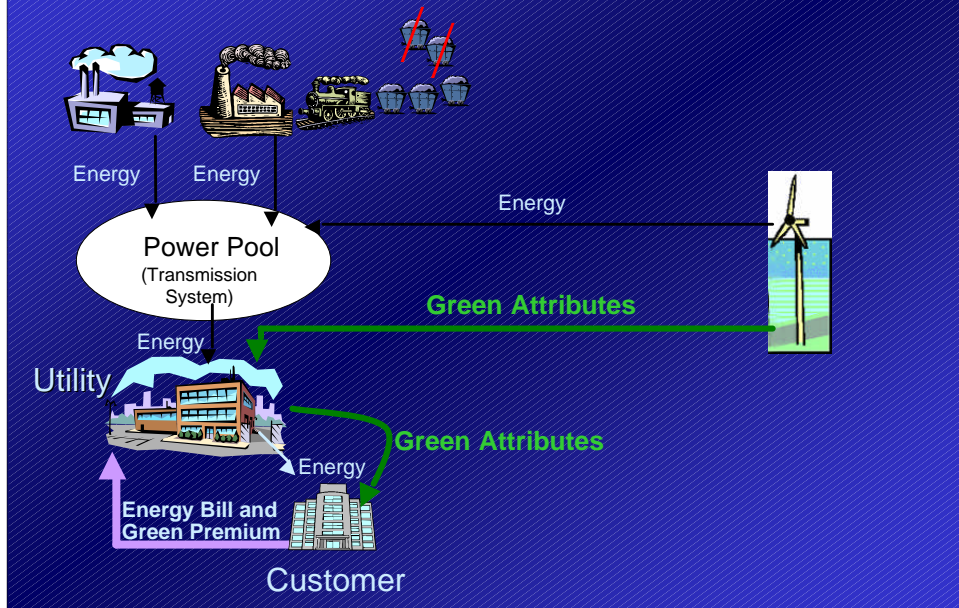 Energy
Energy
Energy
Power Pool
(Transmission
System)
Green Attributes
Energy
Utility
Green Attributes
Energy
Energy Bill and
Green Premium
Customer